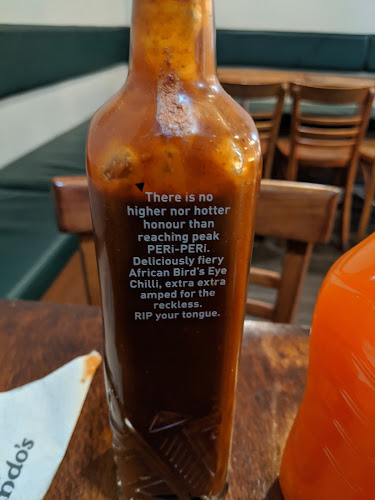 There is no
higher nor hotter
honour than
reaching peak
PERi-PERi.
Deliciously fiery
African Bird's Eye
Chilli, extra extra
amped for the
reckless.
RIP your tongue.
ndo's